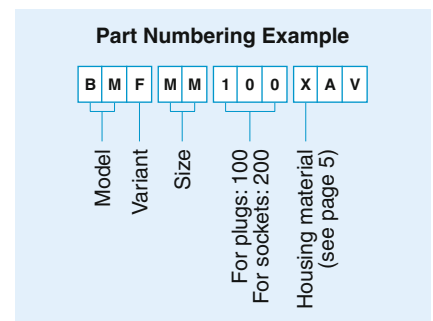 Part Numbering Example
B M F M M 1 0 0 X A V
Model
Variant
Size
For plugs: 100
For sockets: 200
Housing material
(see page 5)